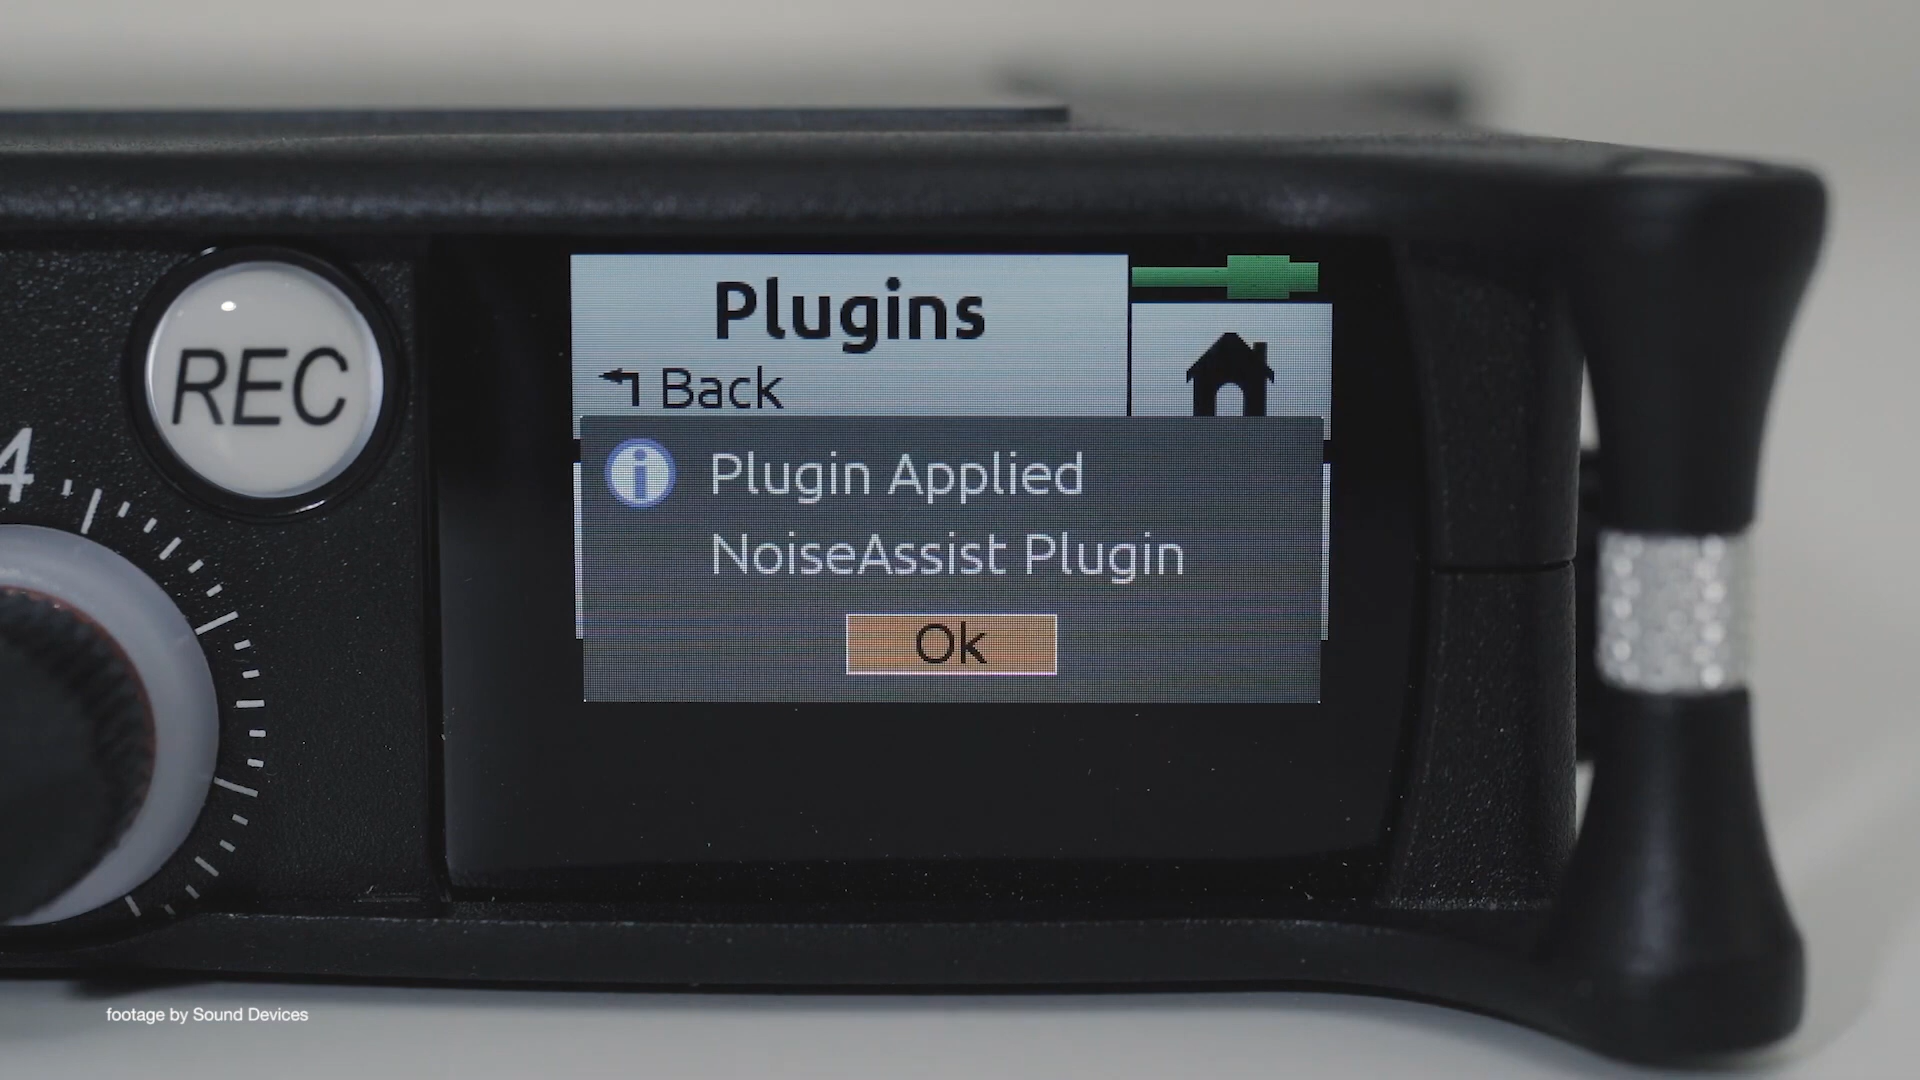 Plugins
Back
REC
4
Plugin Applied
NoiseAssist Plugin
Ok
footage by Sound Devices